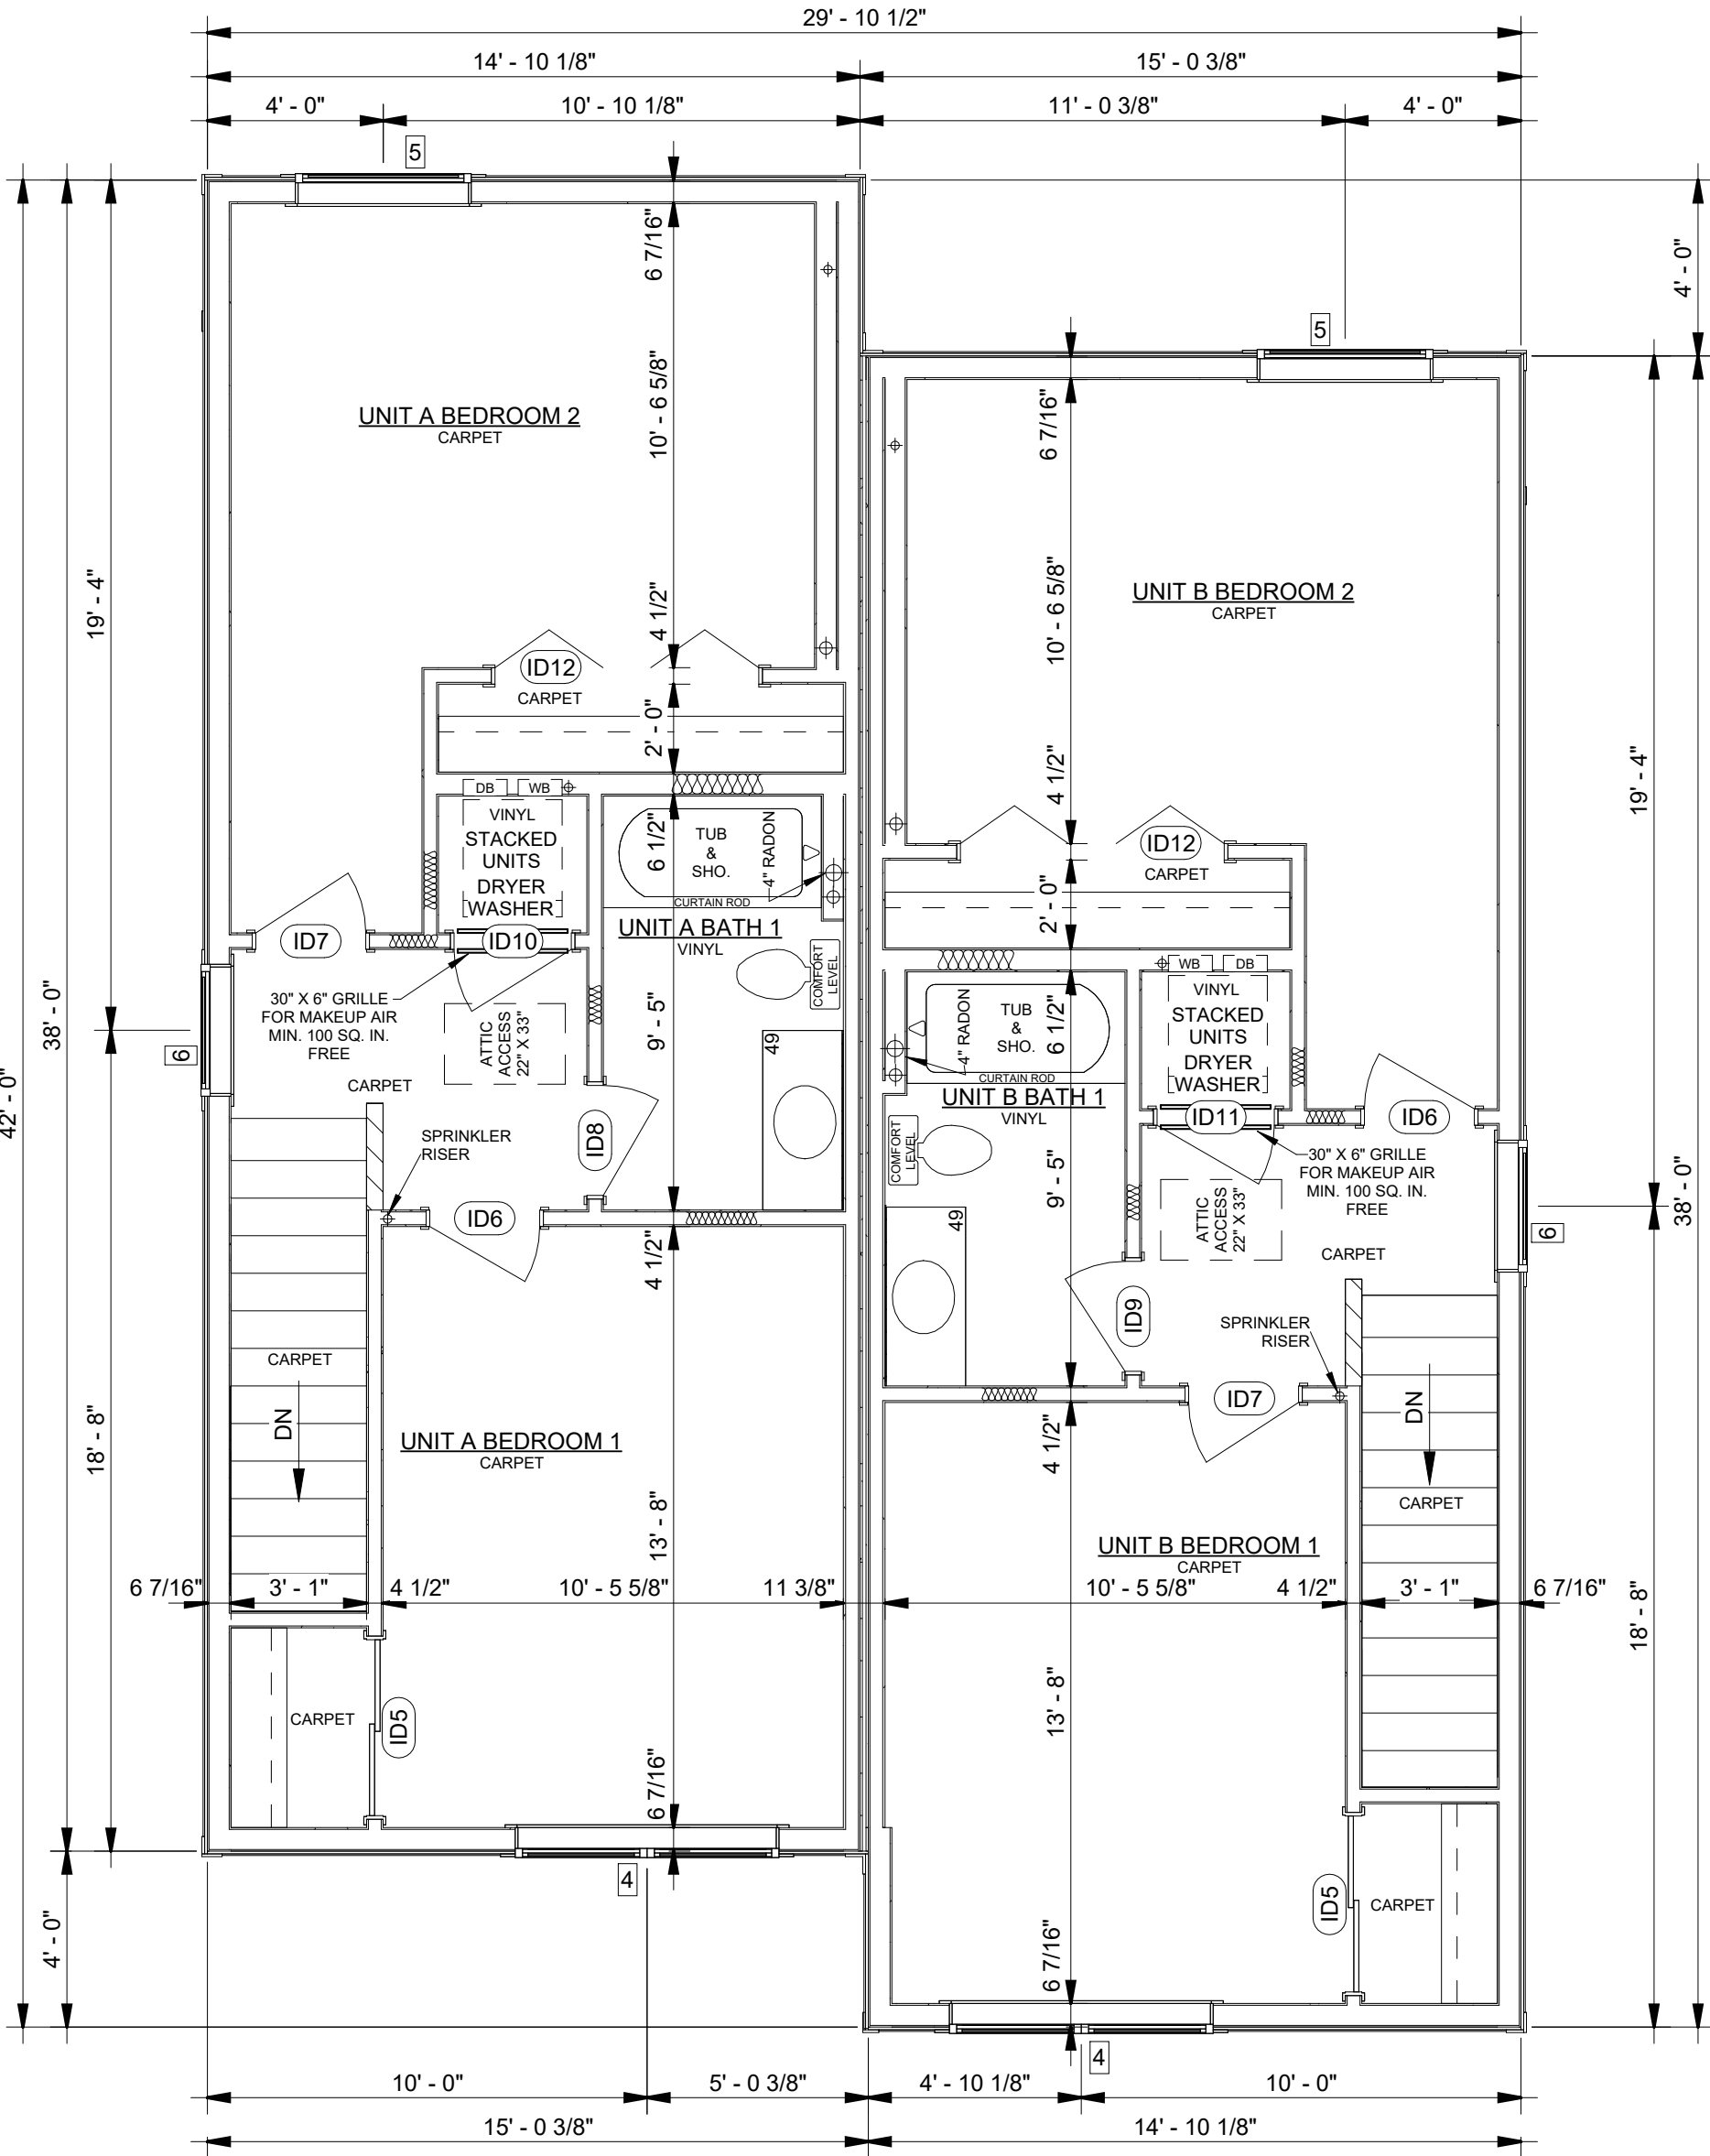 29' - 10 1/2"
14' - 10 1/8"
15' - 0 3/8"
4' - 0"
10' - 10 1/8"
11' - 0 3/8"
4' - 0"
5
5
42' - 0"
38' - 0"
19' - 4"
18' - 8"
4' - 0"
6
6 7/16"
10' - 6 5/8"
UNIT A BEDROOM 2
CARPET
4 1/2"
ID12
CARPET
2' - 0"
DB
WB
VINYL
STACKED
UNITS
DRYER
WASHER
6 1/2"
TUB
&
SHO.
4" RADON
CURTAIN ROD
UNIT A BATH 1
VINYL
COMFORT
LEVEL
ID7
ID10
30" X 6" GRILLE
FOR MAKEUP AIR
MIN. 100 SQ. IN.
FREE
ATTIC
ACCESS
22" X 33"
9' - 5"
49
CARPET
SPRINKLER
RISER
ID8
ID6
4 1/2"
CARPET
DN
UNIT A BEDROOM 1
CARPET
13' - 8"
6 7/16"
3' - 1"
4 1/2"
10' - 5 5/8"
11 3/8"
CARPET
ID5
6 7/16"
4
4' - 0"
6 7/16"
10' - 6 5/8"
UNIT B BEDROOM 2
CARPET
4 1/2"
ID12
CARPET
2' - 0"
WB
DB
VINYL
STACKED
UNITS
DRYER
WASHER
4" RADON
TUB
&
SHO.
6 1/2"
CURTAIN ROD
UNIT B BATH 1
VINYL
COMFORT
LEVEL
ID11
ID6
30" X 6" GRILLE
FOR MAKEUP AIR
MIN. 100 SQ. IN.
FREE
9' - 5"
ATTIC
ACCESS
22" X 33"
49
CARPET
19' - 4"
38' - 0"
6
ID9
SPRINKLER
RISER
ID7
4 1/2"
DN
CARPET
UNIT B BEDROOM 1
CARPET
10' - 5 5/8"
4 1/2"
3' - 1"
6 7/16"
18' - 8"
13' - 8"
ID5
CARPET
6 7/16"
4
10' - 0"
5' - 0 3/8"
4' - 10 1/8"
10' - 0"
15' - 0 3/8"
14' - 10 1/8"